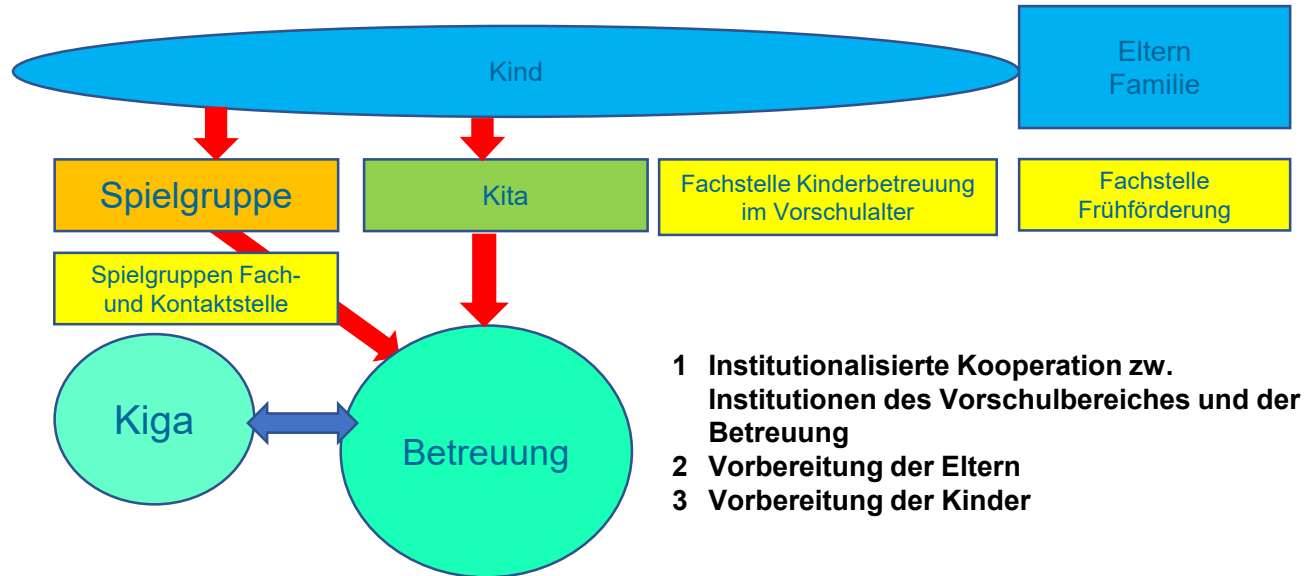 Kind
Eltern
Familie
Spielgruppe
Kita
Fachstelle Kinderbetreuung
im Vorschulalter
Fachstelle
Frühförderung
Spielgruppen Fach-
und Kontaktstelle
Kiga
Betreuung
1 Institutionalisierte Kooperation zw.
Institutionen des Vorschulbereiches und der
Betreuung
2 Vorbereitung der Eltern
3 Vorbereitung der Kinder